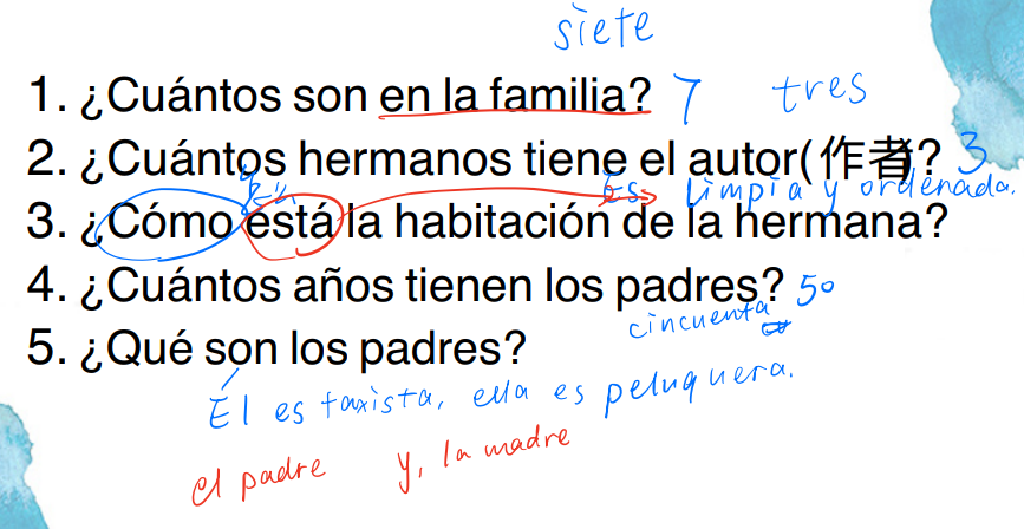 siete
1. ¿Cuántos son en la familia? 7 tres
2. ¿Cuántos hermanos tiene el autor(作者)? 3
Es limpia y ordenada.
3. ¿Cómo está la habitación de la hermana?
4. ¿Cuántos años tienen los padres? 50
cincuenta
5. ¿Qué son los padres?
Él es taxista, ella es peluquera.
el padre y, la madre